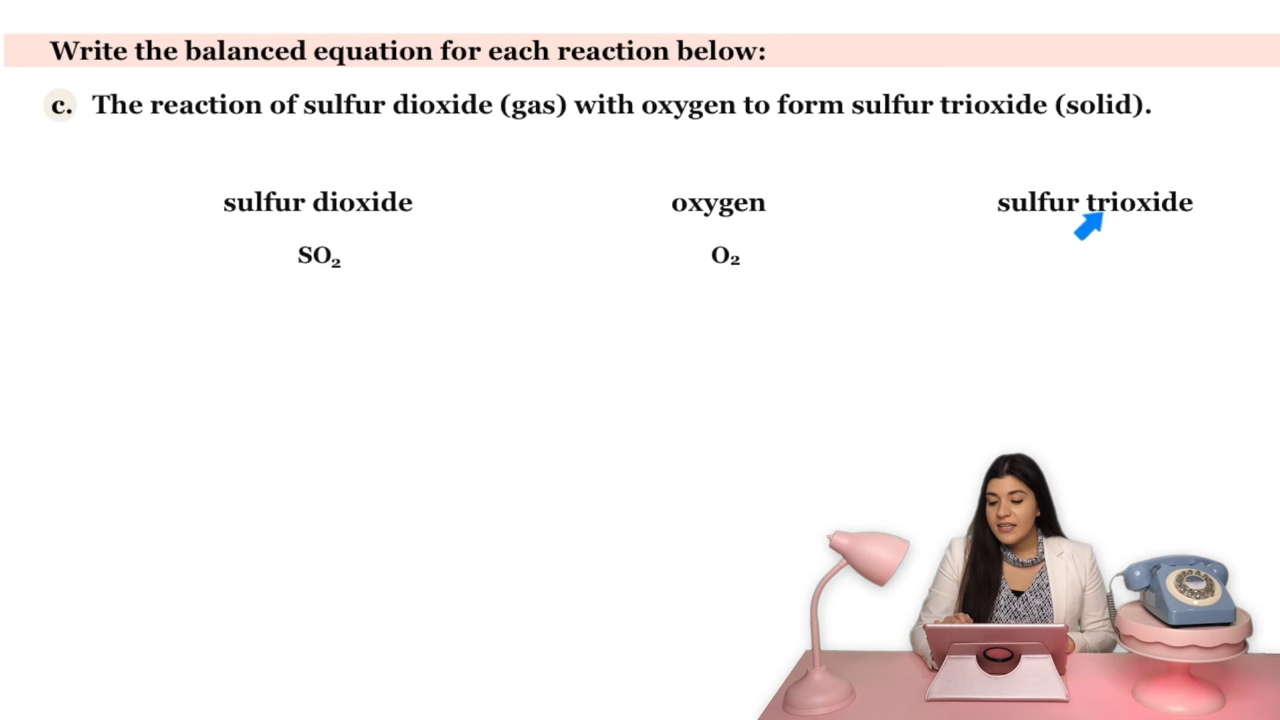 Write the balanced equation for each reaction below:
c. The reaction of sulfur dioxide (gas) with oxygen to form sulfur trioxide (solid).
sulfur dioxide oxygen sulfur trioxide
SO₂ O₂